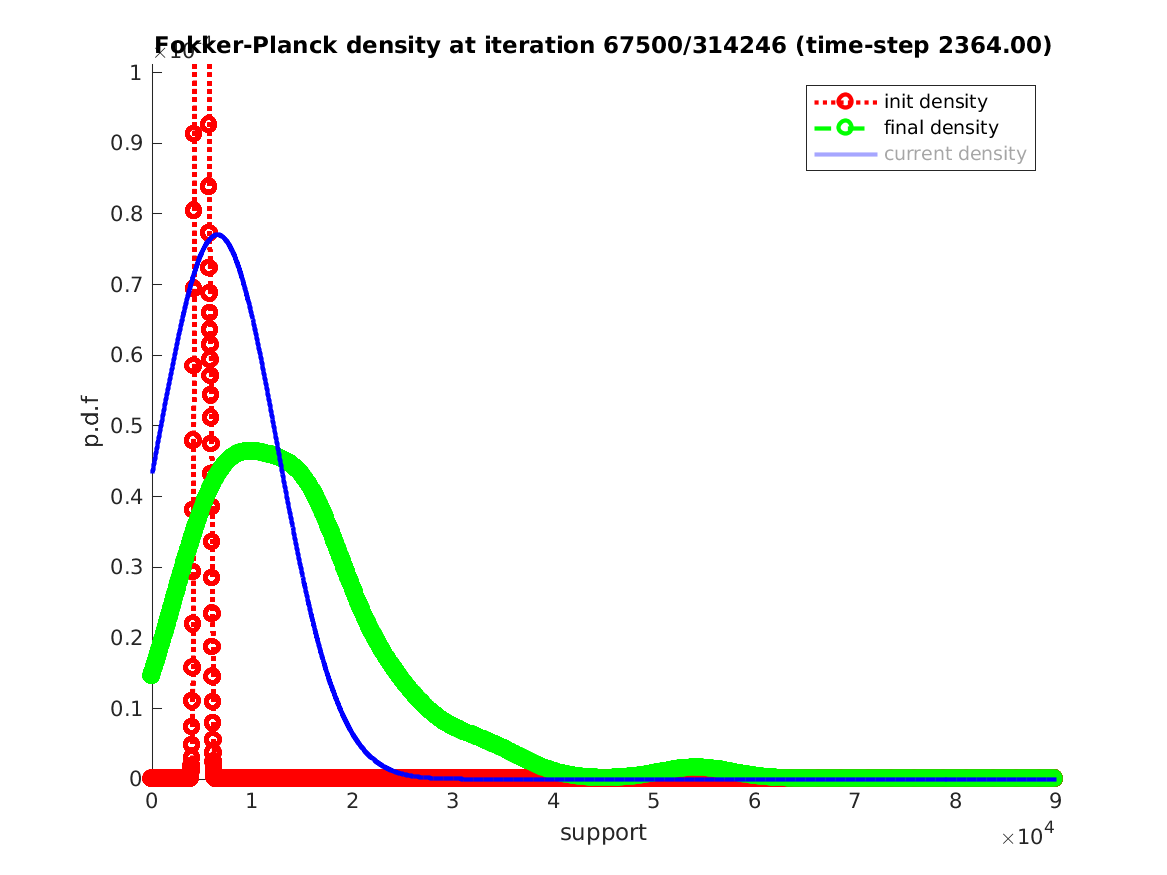 Fokker-Planck density at iteration 67500/314246 (time-step 2364.00)
×10
1
0.9
0.8
0.7
0.6
0.5
0.4
0.3
0.2
0.1
0
p.d.f
init density
final density
current density
0 1 2 3 4 5 6 7 8 9
support
×10⁴